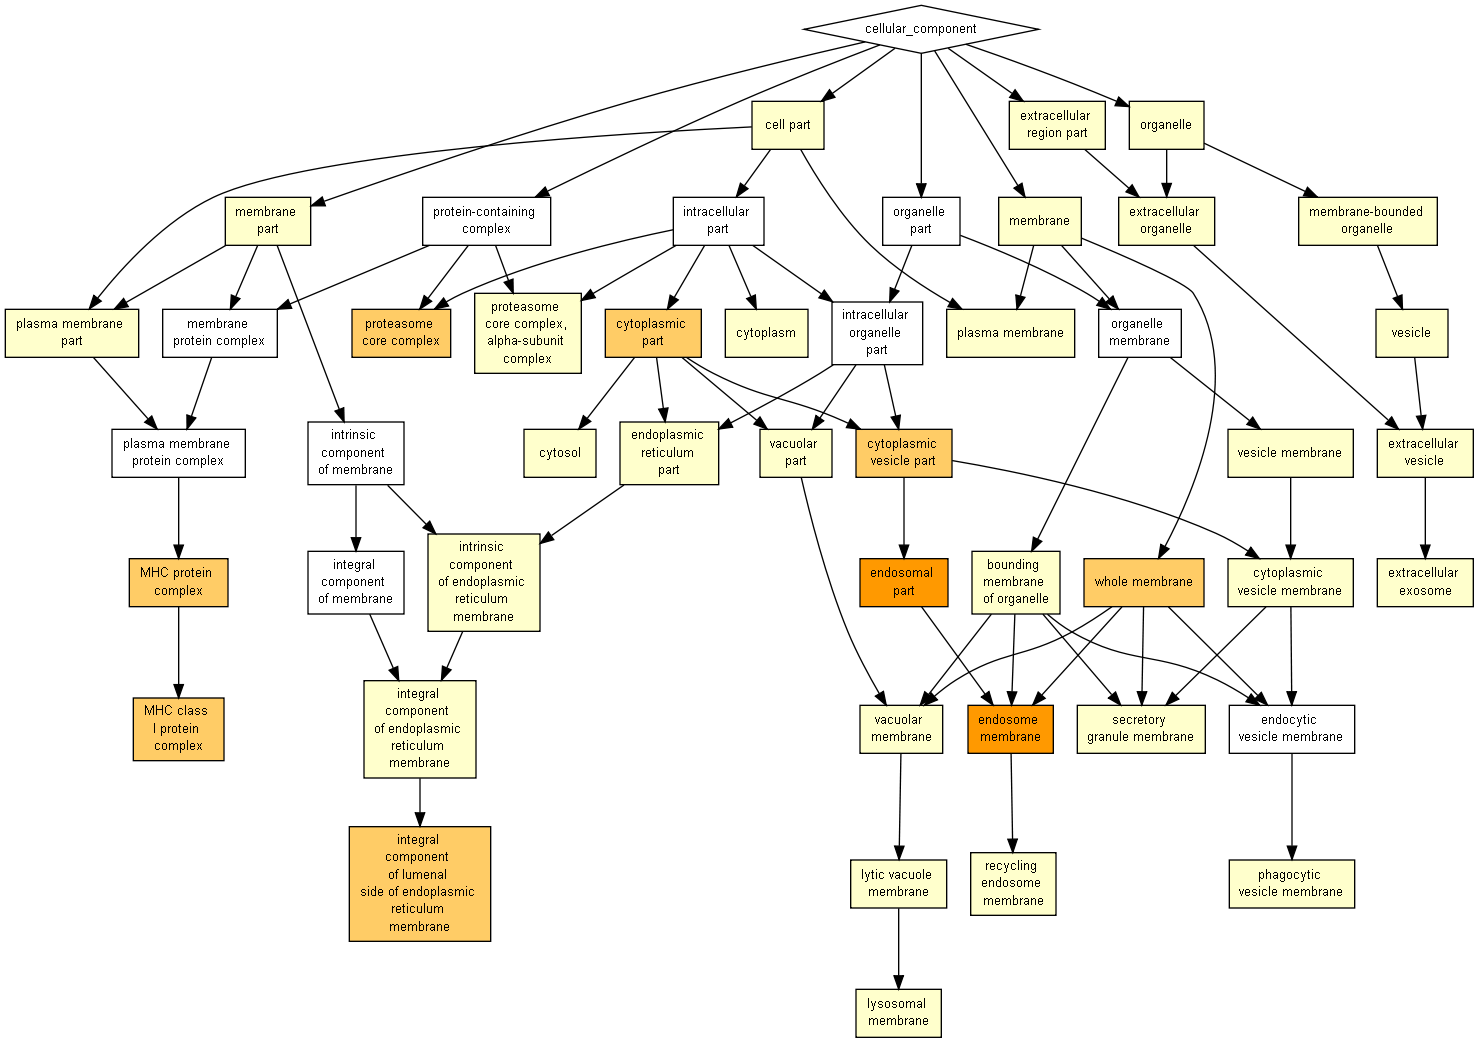 cellular_component
cell part
extracellular
region part
organelle
membrane
part
protein-containing
complex
intracellular
part
organelle
part
membrane
extracellular
organelle
membrane-bounded
organelle
plasma membrane
part
membrane
protein complex
proteasome
core complex
proteasome
core complex,
alpha-subunit
complex
cytoplasmic
part
cytoplasm
intracellular
organelle
part
plasma membrane
organelle
membrane
vesicle
plasma membrane
protein complex
intrinsic
component
of membrane
cytosol
endoplasmic
reticulum
part
vacuolar
part
cytoplasmic
vesicle part
vesicle membrane
extracellular
vesicle
MHC protein
complex
integral
component
of membrane
intrinsic
component
of endoplasmic
reticulum
membrane
endosomal
part
bounding
membrane
of organelle
whole membrane
cytoplasmic
vesicle membrane
extracellular
exosome
MHC class
I protein
complex
integral
component
of endoplasmic
reticulum
membrane
vacuolar
membrane
endosome
membrane
secretory
granule membrane
endocytic
vesicle membrane
integral
component
of lumenal
side of endoplasmic
reticulum
membrane
lytic vacuole
membrane
recycling
endosome
membrane
phagocytic
vesicle membrane
lysosomal
membrane